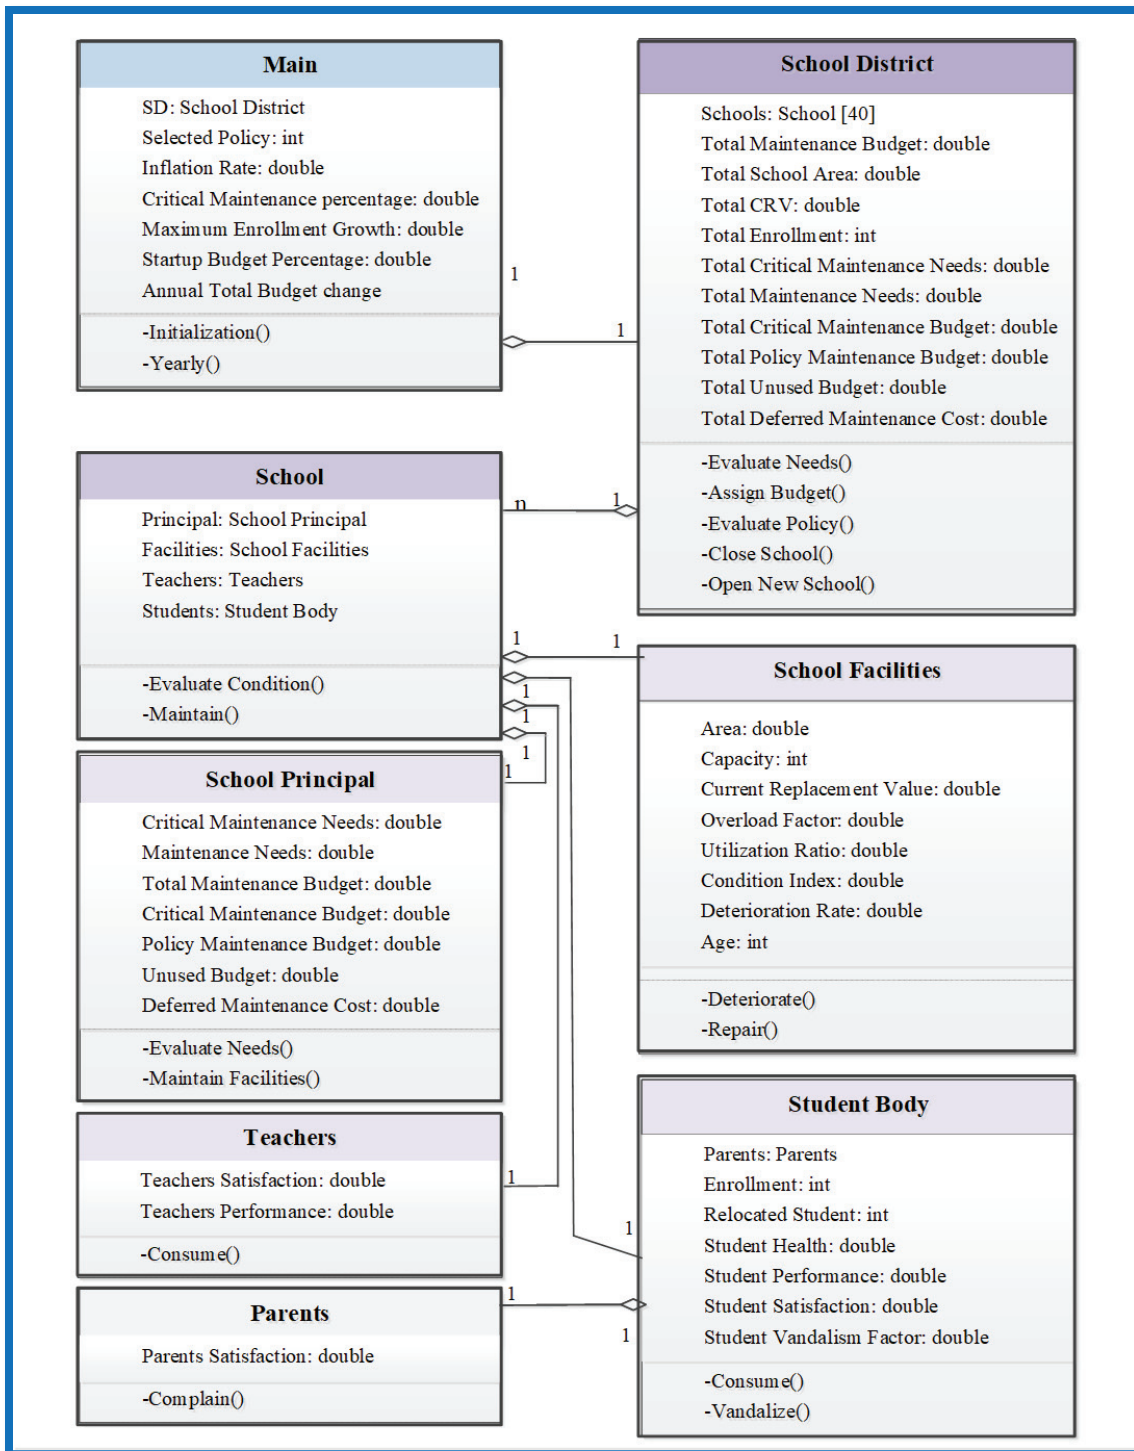 Main
SD: School District
Selected Policy: int
Inflation Rate: double
Critical Maintenance percentage: double
Maximum Enrollment Growth: double
Startup Budget Percentage: double
Annual Total Budget change
-Initialization()
-Yearly()
1
1
School District
Schools: School [40]
Total Maintenance Budget: double
Total School Area: double
Total CRV: double
Total Enrollment: int
Total Critical Maintenance Needs: double
Total Maintenance Needs: double
Total Critical Maintenance Budget: double
Total Policy Maintenance Budget: double
Total Unused Budget: double
Total Deferred Maintenance Cost: double
-Evaluate Needs()
-Assign Budget()
-Evaluate Policy()
-Close School()
-Open New School()
School
Principal: School Principal
Facilities: School Facilities
Teachers: Teachers
Students: Student Body
-Evaluate Condition()
-Maintain()
n
1
1
1
1
1
1
1
School Facilities
Area: double
Capacity: int
Current Replacement Value: double
Overload Factor: double
Utilization Ratio: double
Condition Index: double
Deterioration Rate: double
Age: int
-Deteriorate()
-Repair()
School Principal
Critical Maintenance Needs: double
Maintenance Needs: double
Total Maintenance Budget: double
Critical Maintenance Budget: double
Policy Maintenance Budget: double
Unused Budget: double
Deferred Maintenance Cost: double
-Evaluate Needs()
-Maintain Facilities()
Teachers
Teachers Satisfaction: double
Teachers Performance: double
-Consume()
1
1
Student Body
Parents: Parents
Enrollment: int
Relocated Student: int
Student Health: double
Student Performance: double
Student Satisfaction: double
Student Vandalism Factor: double
-Consume()
-Vandalize()
Parents
Parents Satisfaction: double
-Complain()
1
1